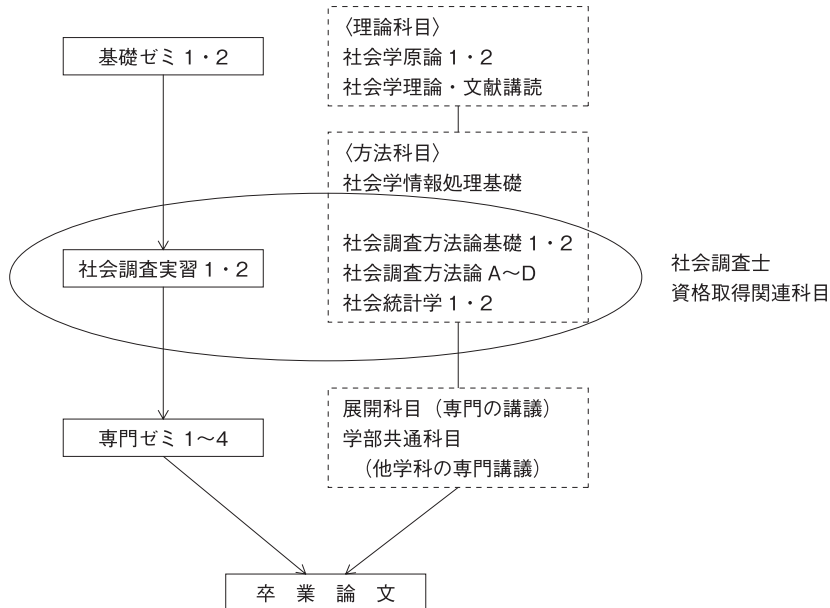 基礎ゼミ 1・2
〈理論科目〉
社会学原論 1・2
社会学理論・文献講読
〈方法科目〉
社会学情報処理基礎
社会調査実習 1・2
社会調査方法論基礎 1・2
社会調査方法論 A〜D
社会統計学 1・2
社会調査士
資格取得関連科目
専門ゼミ 1〜4
展開科目（専門の講議）
学部共通科目
（他学科の専門講議）
卒　業　論　文